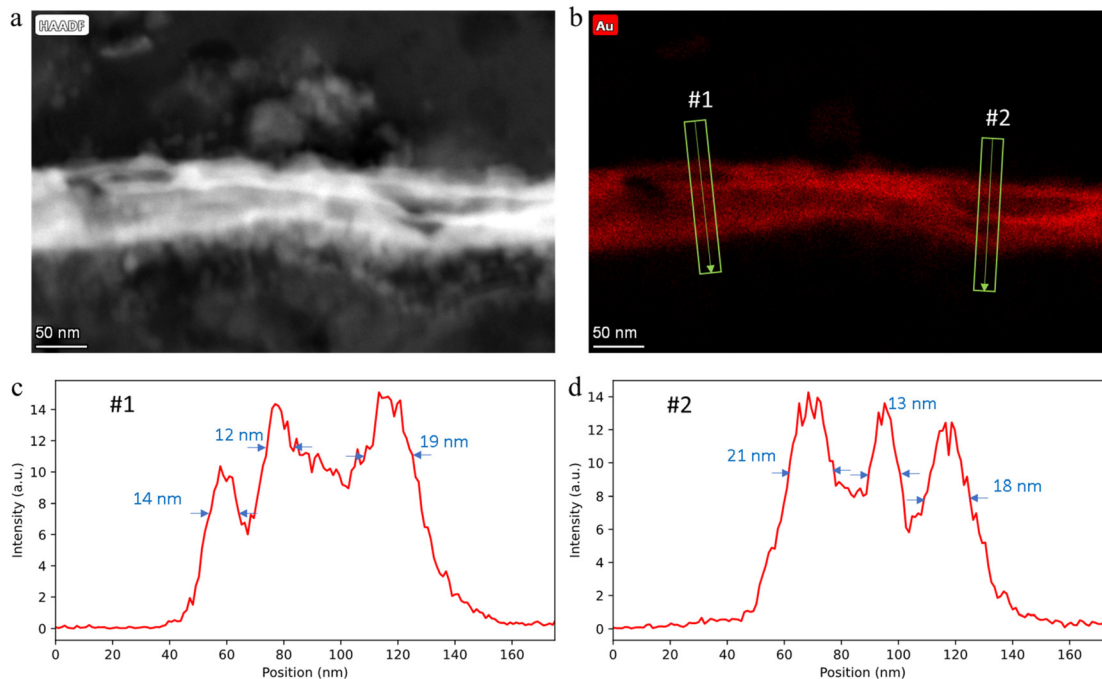 a
HAADF
50 nm
b
Au
#1
#2
50 nm
c
#1
14
12
10
8
6
4
2
0
Intensity (a.u.)
12 nm
14 nm
19 nm
0 20 40 60 80 100 120 140 160
Position (nm)
d
#2
14
12
10
8
6
4
2
0
Intensity (a.u.)
13 nm
21 nm
18 nm
0 20 40 60 80 100 120 140 160
Position (nm)